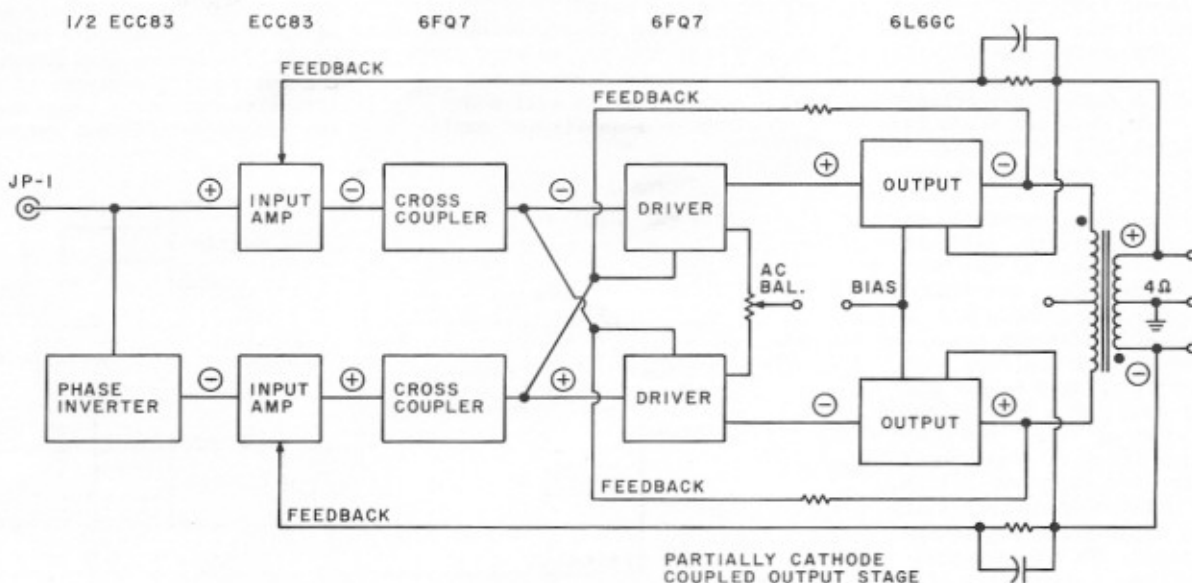 1/2 ECC83 ECC83 6FQ7 6FQ7 6L6GC
FEEDBACK
FEEDBACK
JP-1
+
INPUT AMP
−
CROSS COUPLER
−
DRIVER
+
OUTPUT
−
+
AC BAL.
BIAS
4Ω
PHASE INVERTER
−
INPUT AMP
+
CROSS COUPLER
+
DRIVER
−
OUTPUT
+
−
FEEDBACK
FEEDBACK
PARTIALLY CATHODE
COUPLED OUTPUT STAGE